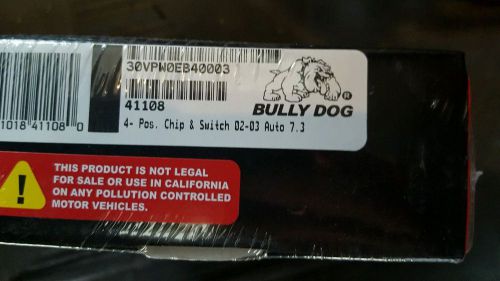 30VPW0EB40003
41108
BULLY DOG
®
4- Pos. Chip & Switch 02-03 Auto 7.3
1018 41108 0
THIS PRODUCT IS NOT LEGAL
FOR SALE OR USE IN CALIFORNIA
ON ANY POLLUTION CONTROLLED
MOTOR VEHICLES.